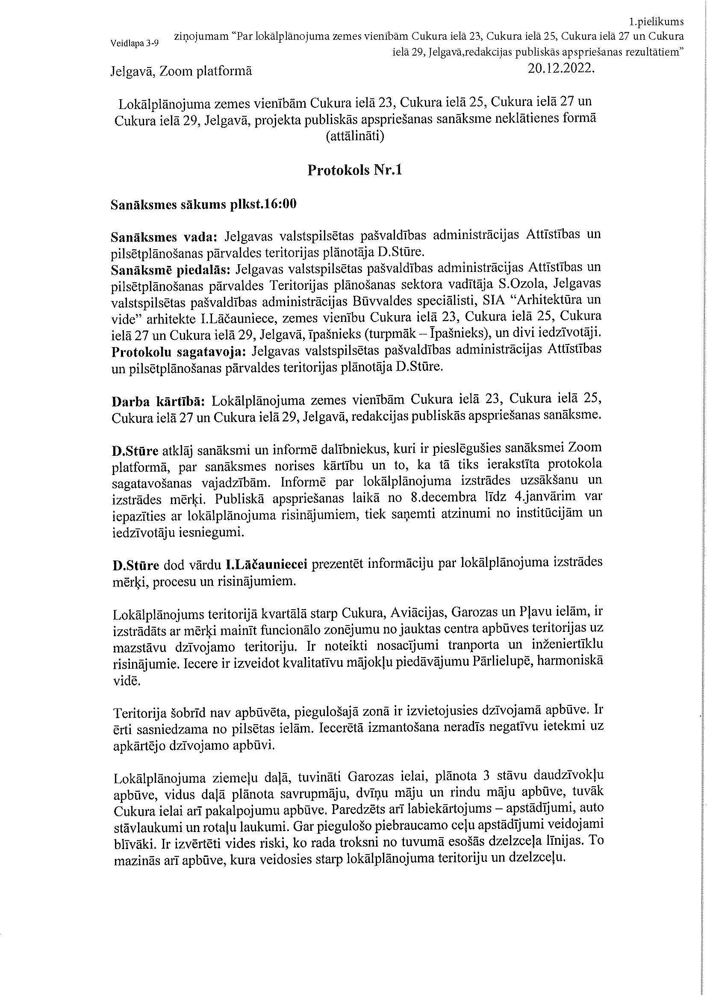 1.pielikums
ziņojumam “Par lokālplānojuma zemes vienībām Cukura ielā 23, Cukura ielā 25, Cukura ielā 27 un Cukura
Veidlapa 3-9
ielā 29, Jelgavā,redakcijas publiskās apspriešanas rezultātiem”
Jelgavā, Zoom platformā 20.12.2022.
Lokālplānojuma zemes vienībām Cukura ielā 23, Cukura ielā 25, Cukura ielā 27 un
Cukura ielā 29, Jelgavā, projekta publiskās apspriešanas sanāksme neklātienes formā
(attālināti)
Protokols Nr.1
Sanāksmes sākums plkst.16:00
Sanāksmes vada: Jelgavas valstspilsētas pašvaldības administrācijas Attīstības un
pilsētplānošanas pārvaldes teritorijas plānotāja D.Stūre.
Sanāksmē piedalās: Jelgavas valstspilsētas pašvaldības administrācijas Attīstības un
pilsētplānošanas pārvaldes Teritorijas plānošanas sektora vadītāja S.Ozola, Jelgavas
valstspilsētas pašvaldības administrācijas Būvvaldes speciālisti, SIA “Arhitektūra un
vide” arhitekte I.Lāčauniece, zemes vienību Cukura ielā 23, Cukura ielā 25, Cukura
ielā 27 un Cukura ielā 29, Jelgavā, īpašnieks (turpmāk – Īpašnieks), un divi iedzīvotāji.
Protokolu sagatavoja: Jelgavas valstspilsētas pašvaldības administrācijas Attīstības
un pilsētplānošanas pārvaldes teritorijas plānotāja D.Stūre.
Darba kārtībā: Lokālplānojuma zemes vienībām Cukura ielā 23, Cukura ielā 25,
Cukura ielā 27 un Cukura ielā 29, Jelgavā, redakcijas publiskās apspriešanas sanāksme.
D.Stūre atklāj sanāksmi un informē dalībniekus, kuri ir pieslēgušies sanāksmei Zoom
platformā, par sanāksmes norises kārtību un to, ka tā tiks ierakstīta protokola
sagatavošanas vajadzībām. Informē par lokālplānojuma izstrādes uzsākšanu un
izstrādes mērķi. Publiskā apspriešanas laikā no 8.decembra līdz 4.janvārim var
iepazīties ar lokālplānojuma risinājumiem, tiek saņemti atzinumi no institūcijām un
iedzīvotāju iesniegumi.
D.Stūre dod vārdu I.Lāčauniecei prezentēt informāciju par lokālplānojuma izstrādes
mērķi, procesu un risinājumiem.
Lokālplānojums teritorijā kvartālā starp Cukura, Aviācijas, Garozas un Pļavu ielām, ir
izstrādāts ar mērķi mainīt funcionālo zonējumu no jauktas centra apbūves teritorijas uz
mazstāvu dzīvojamo teritoriju. Ir noteikti nosacījumi tranporta un inženiertīklu
risinājumie. Iecere ir izveidot kvalitatīvu mājokļu piedāvājumu Pārlielupē, harmoniskā
vidē.
Teritorija šobrīd nav apbūvēta, piegulošajā zonā ir izvietojusies dzīvojamā apbūve. Ir
ērti sasniedzama no pilsētas ielām. Iecerētā izmantošana neradīs negatīvu ietekmi uz
apkārtējo dzīvojamo apbūvi.
Lokālplānojuma ziemeļu daļā, tuvināti Garozas ielai, plānota 3 stāvu daudzīvokļu
apbūve, vidus daļā plānota savrupmāju, dvīņu māju un rindu māju apbūve, tuvāk
Cukura ielai arī pakalpojumu apbūve. Paredzēts arī labiekārtojums – apstādījumi, auto
stāvlaukumi un rotaļu laukumi. Gar piegulošo piebraucamo ceļu apstādījumi veidojami
blīvāki. Ir izvērtēti vides riski, ko rada troksni no tuvumā esošās dzelzceļa līnijas. To
mazinās arī apbūve, kura veidosies starp lokālplānojuma teritoriju un dzelzceļu.